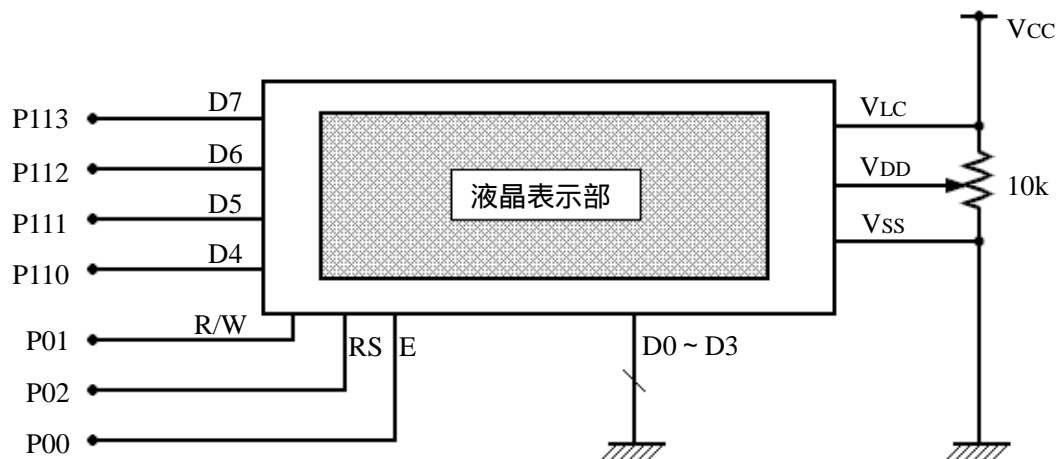 VCC
P113 D7 VLC
P112 D6 液晶表示部 VDD 10k
P111 D5 VSS
P110 D4
P01 R/W RS E D0 ~ D3
P02
P00